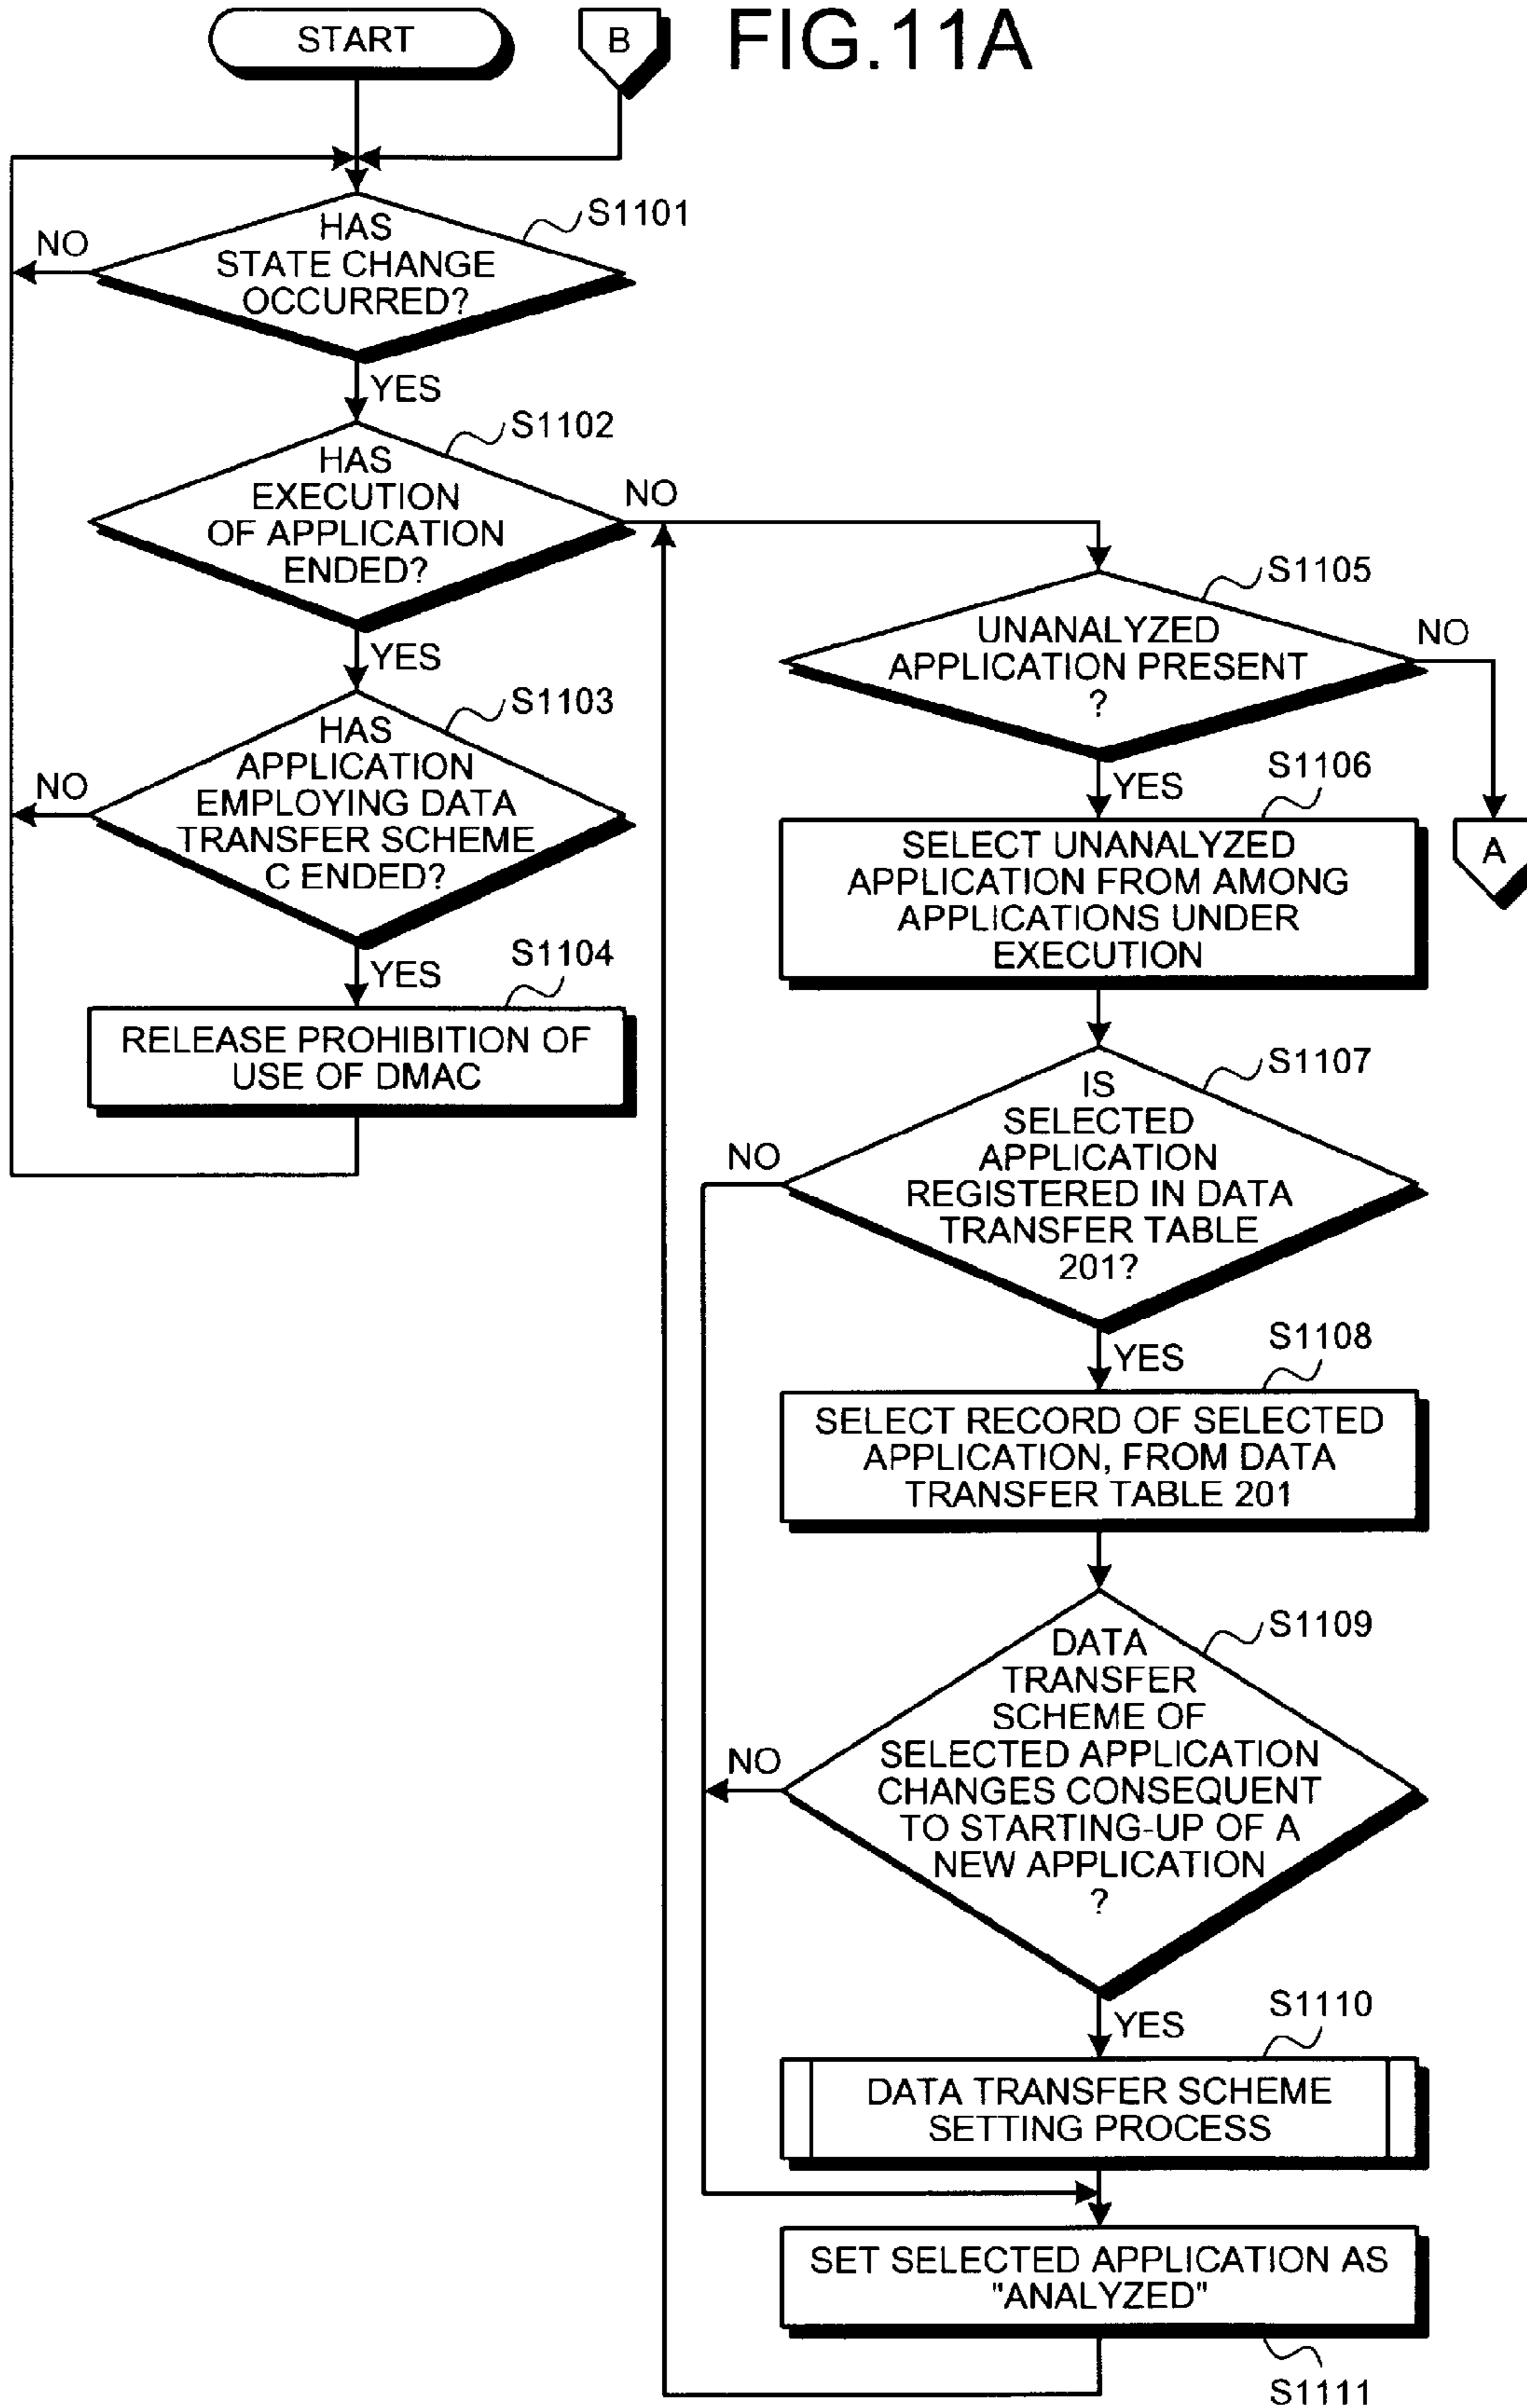 FIG.11A
START
B
HAS
STATE CHANGE
OCCURRED?
S1101
NO
YES
HAS
EXECUTION
OF APPLICATION
ENDED?
S1102
NO
YES
HAS
APPLICATION
EMPLOYING DATA
TRANSFER SCHEME
C ENDED?
S1103
NO
YES
S1104
RELEASE PROHIBITION OF
USE OF DMAC
S1105
UNANALYZED
APPLICATION PRESENT
?
NO
A
YES
S1106
SELECT UNANALYZED
APPLICATION FROM AMONG
APPLICATIONS UNDER
EXECUTION
S1107
IS
SELECTED
APPLICATION
REGISTERED IN DATA
TRANSFER TABLE
201?
NO
YES
S1108
SELECT RECORD OF SELECTED
APPLICATION, FROM DATA
TRANSFER TABLE 201
S1109
DATA
TRANSFER
SCHEME OF
SELECTED APPLICATION
CHANGES CONSEQUENT
TO STARTING-UP OF A
NEW APPLICATION
?
NO
YES
S1110
DATA TRANSFER SCHEME
SETTING PROCESS
SET SELECTED APPLICATION AS
"ANALYZED"
S1111